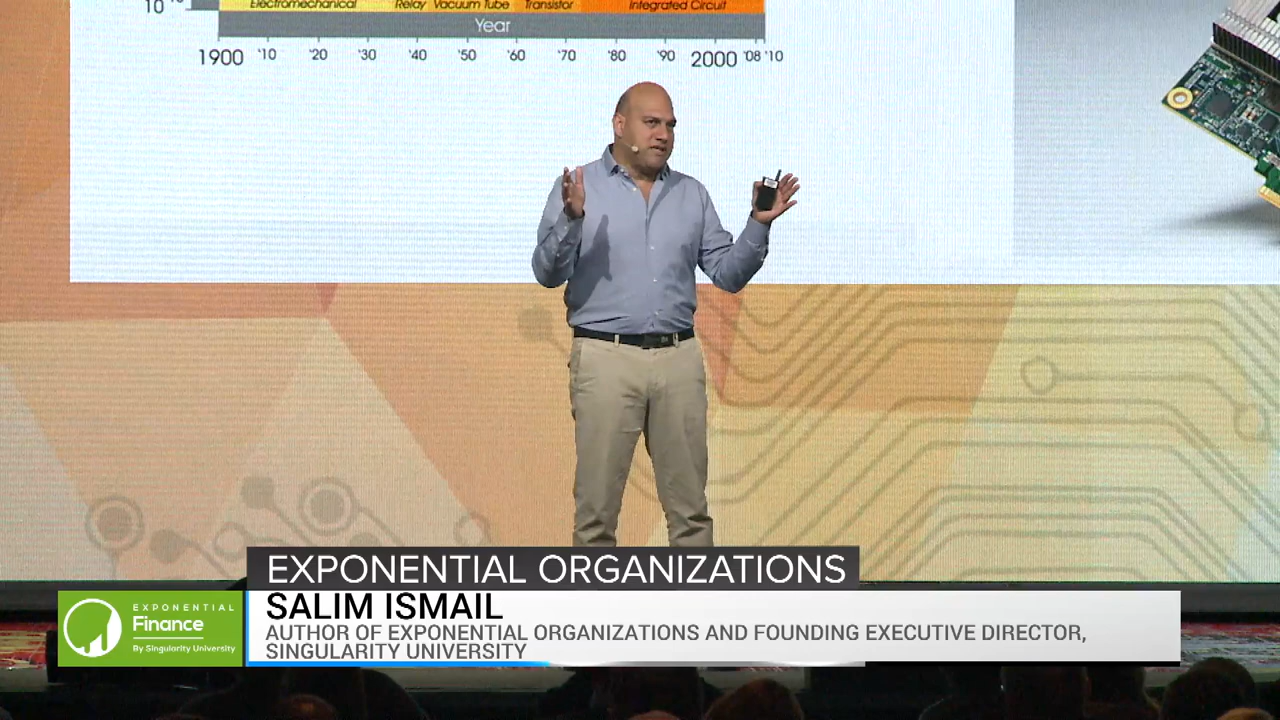 Electromechanical Relay Vacuum Tube Transistor Integrated Circuit
Year
1900 '10 '20 '30 '40 '50 '60 '70 '80 '90 2000 '08 '10
EXPONENTIAL ORGANIZATIONS
SALIM ISMAIL
AUTHOR OF EXPONENTIAL ORGANIZATIONS AND FOUNDING EXECUTIVE DIRECTOR,
SINGULARITY UNIVERSITY
EXPONENTIAL
Finance
By Singularity University